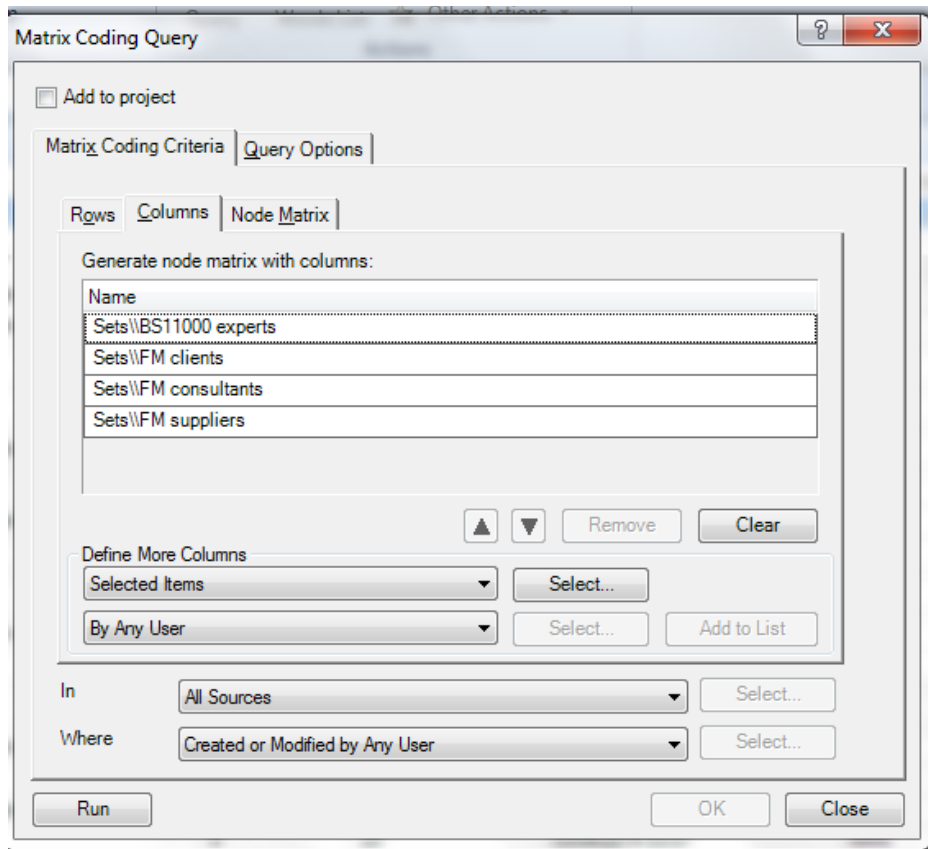 Other Actions
Matrix Coding Query
?
X
Add to project
Matrix Coding Criteria
Query Options
Rows
Columns
Node Matrix
Generate node matrix with columns:
Name
Sets\\BS11000 experts
Sets\\FM clients
Sets\\FM consultants
Sets\\FM suppliers
Remove
Clear
Define More Columns
Selected Items
Select...
By Any User
Select...
Add to List
In
All Sources
Select...
Where
Created or Modified by Any User
Select...
Run
OK
Close